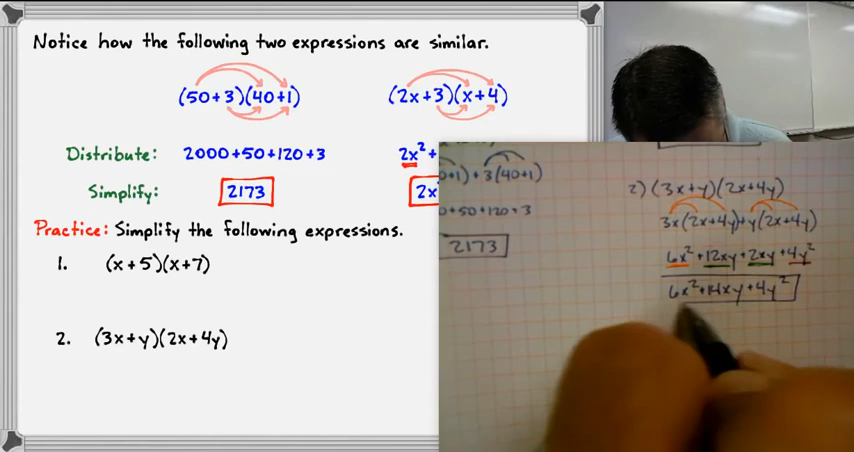 Notice how the following two expressions are similar.
(50+3)(40+1)
(2x+3)(x+4)
Distribute: 2000+50+120+3
2x²+
Simplify: 2173
2x
Practice: Simplify the following expressions.
1. (x+5)(x+7)
2. (3x+y)(2x+4y)
0+1)+3(40+1)
0+50+120+3
2173
2) (3x+y)(2x+4y)
3x(2x+4y)+y(2x+4y)
6x²+12xy+2xy+4y²
6x²+14xy+4y²